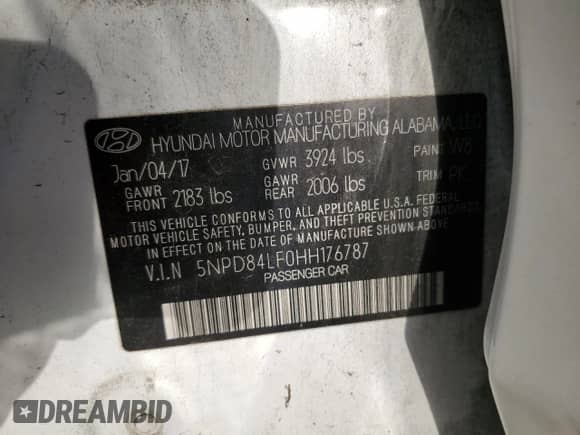 MANUFACTURED BY
HYUNDAI MOTOR MANUFACTURING ALABAMA, LLC
Jan/04/17 GVWR 3924 lbs PAINT W8
GAWR FRONT 2183 lbs GAWR REAR 2006 lbs TRIM PK
THIS VEHICLE CONFORMS TO ALL APPLICABLE U.S.A. FEDERAL
MOTOR VEHICLE SAFETY, BUMPER, AND THEFT PREVENTION STANDARDS
IN EFFECT ON THE DATE OF MANUFACTURE SHOWN ABOVE.
V.I.N 5NPD84LF0HH176787
PASSENGER CAR
DREAMBID